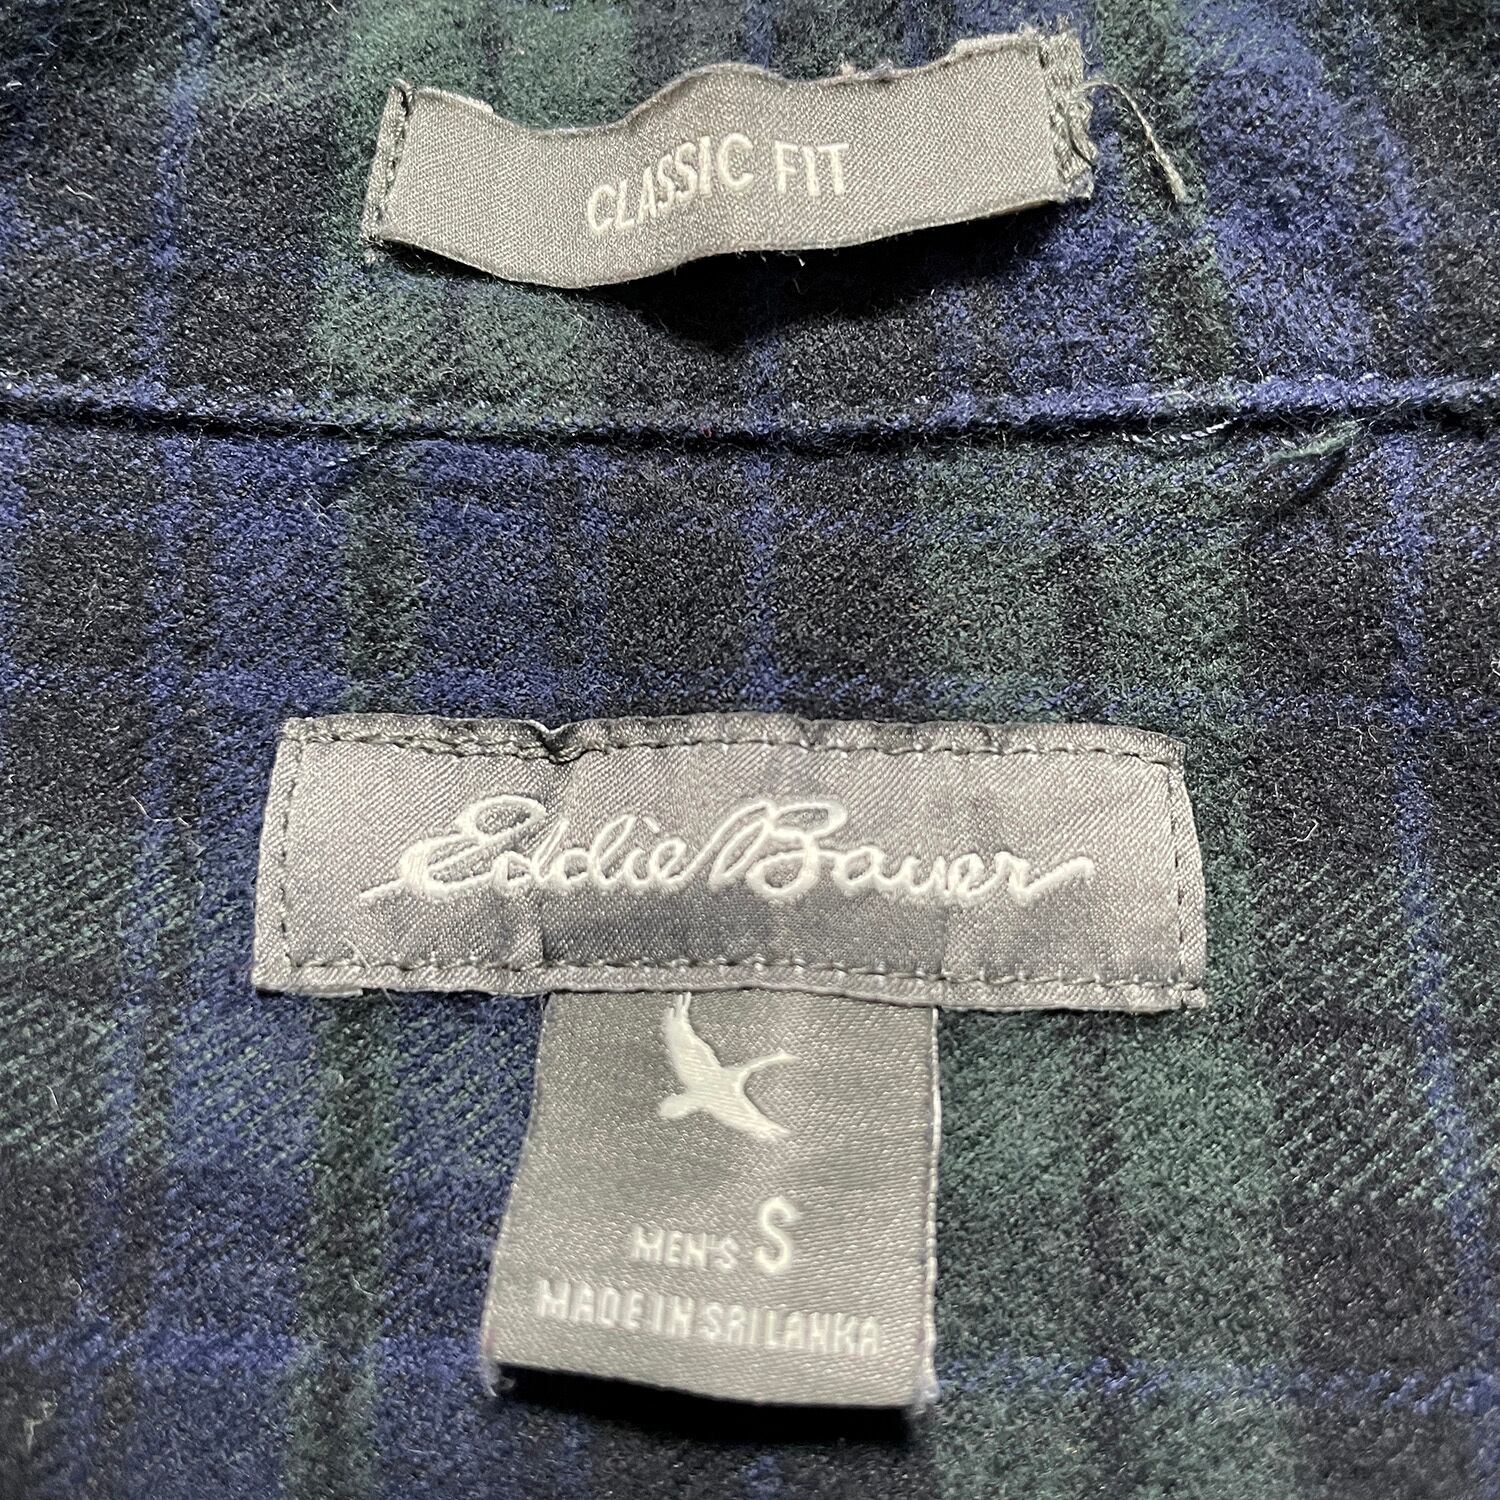 CLASSIC FIT
Eddie Bauer
MEN'S S
MADE IN SRI LANKA